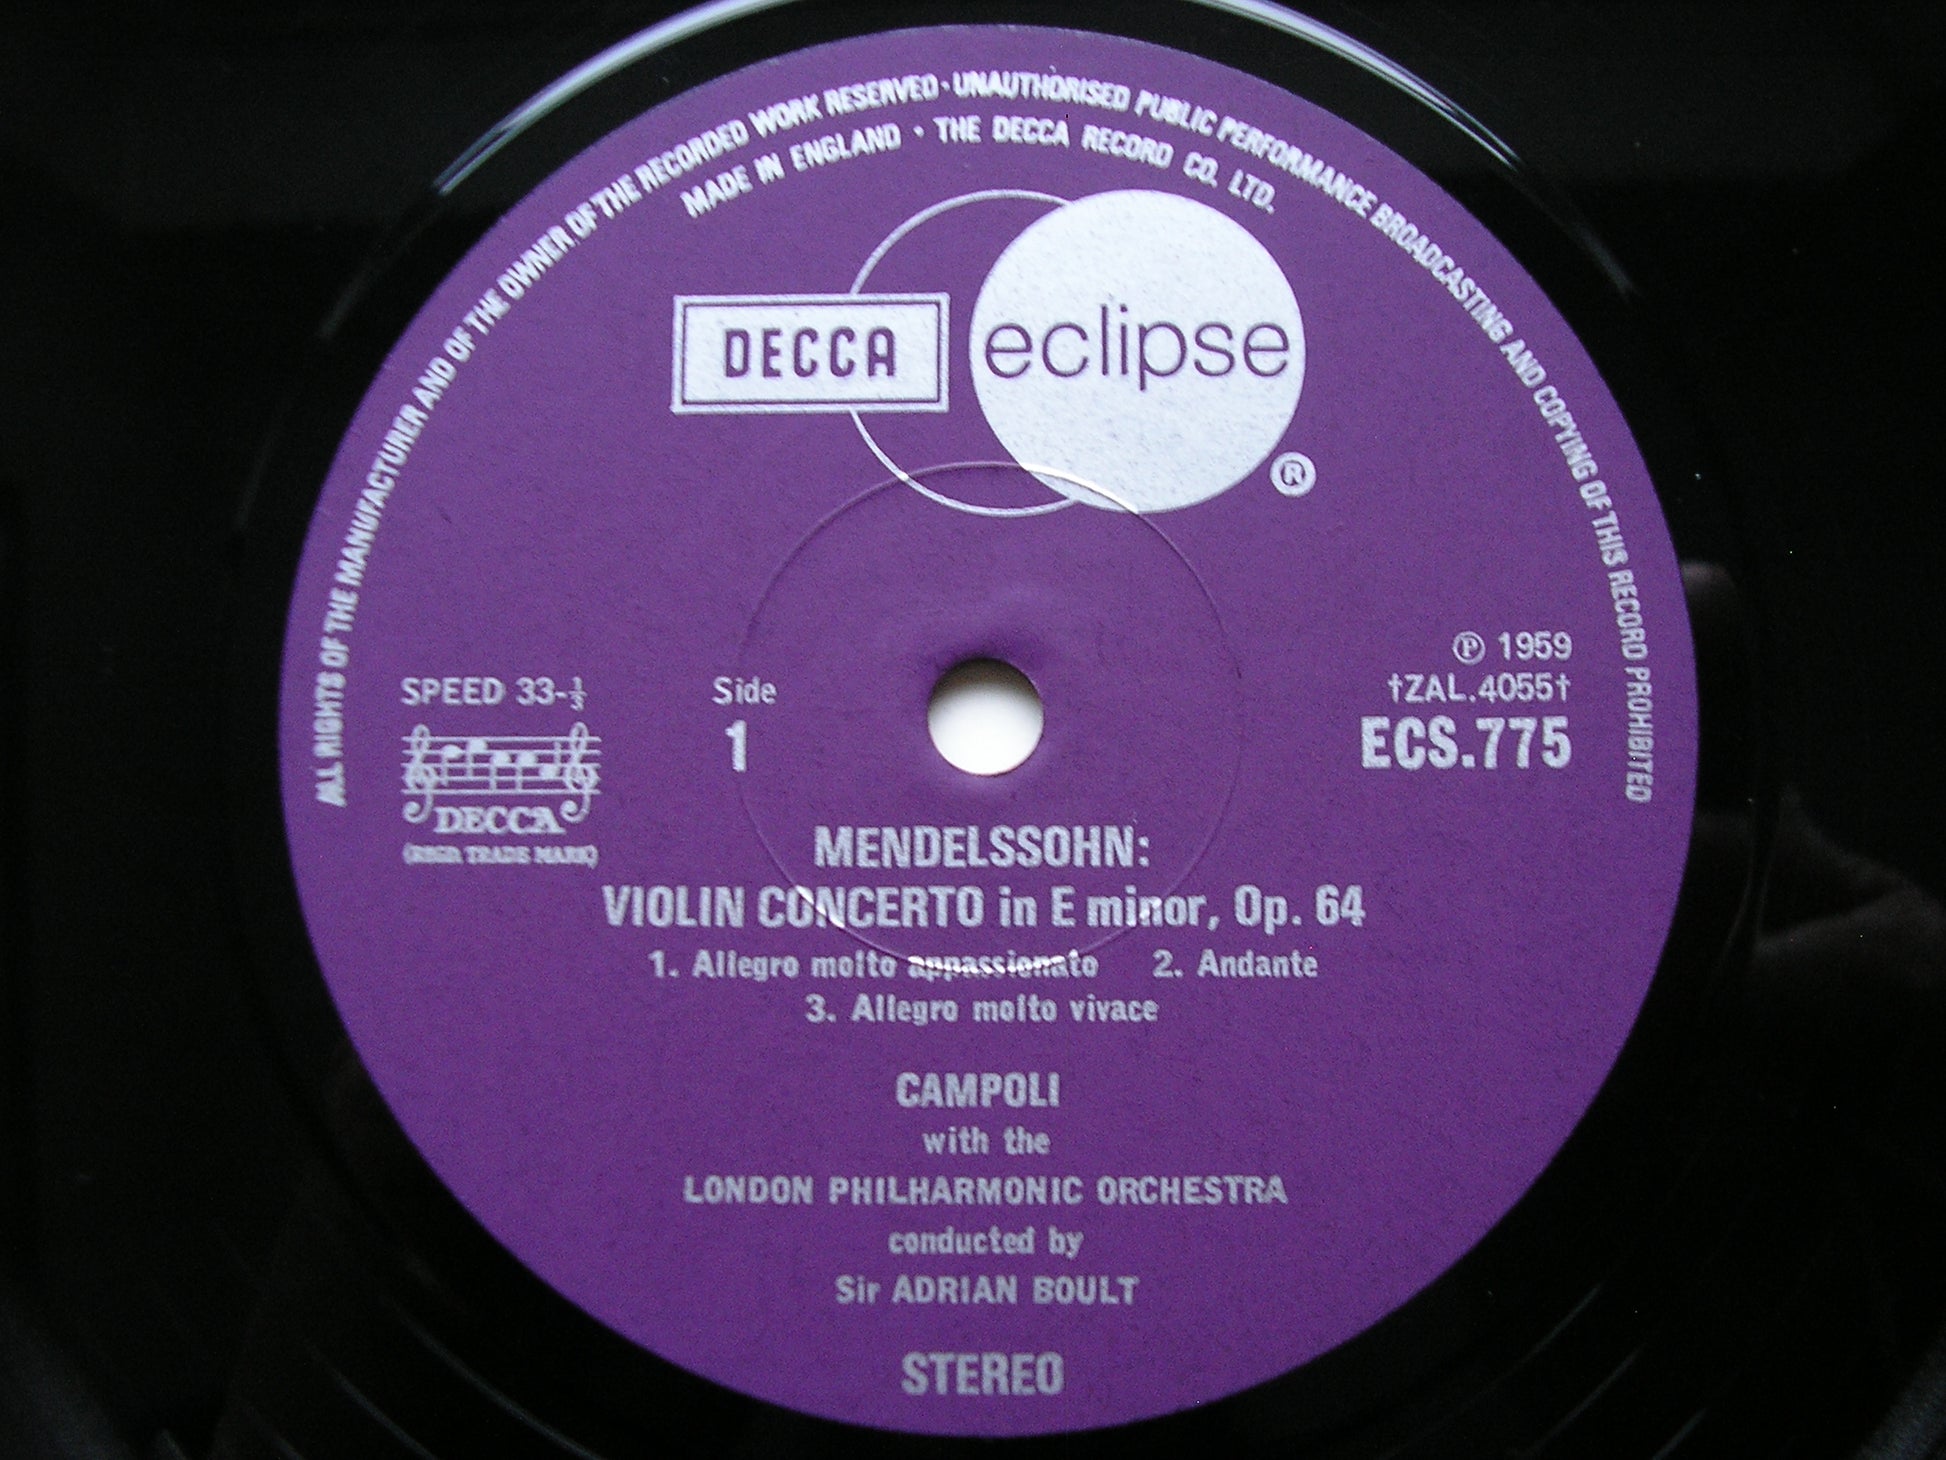 ALL RIGHTS OF THE MANUFACTURER AND OF THE OWNER OF THE RECORDED WORK RESERVED · UNAUTHORISED PUBLIC PERFORMANCE BROADCASTING AND COPYING OF THIS RECORD PROHIBITED
MADE IN ENGLAND · THE DECCA RECORD CO. LTD.
DECCA eclipse ®
℗ 1959
SPEED 33-⅓
Side
†ZAL.4055†
1
ECS.775
DECCA
(REGD. TRADE MARK)
MENDELSSOHN:
VIOLIN CONCERTO in E minor, Op. 64
1. Allegro molto appassionato 2. Andante
3. Allegro molto vivace
CAMPOLI
with the
LONDON PHILHARMONIC ORCHESTRA
conducted by
Sir ADRIAN BOULT
STEREO